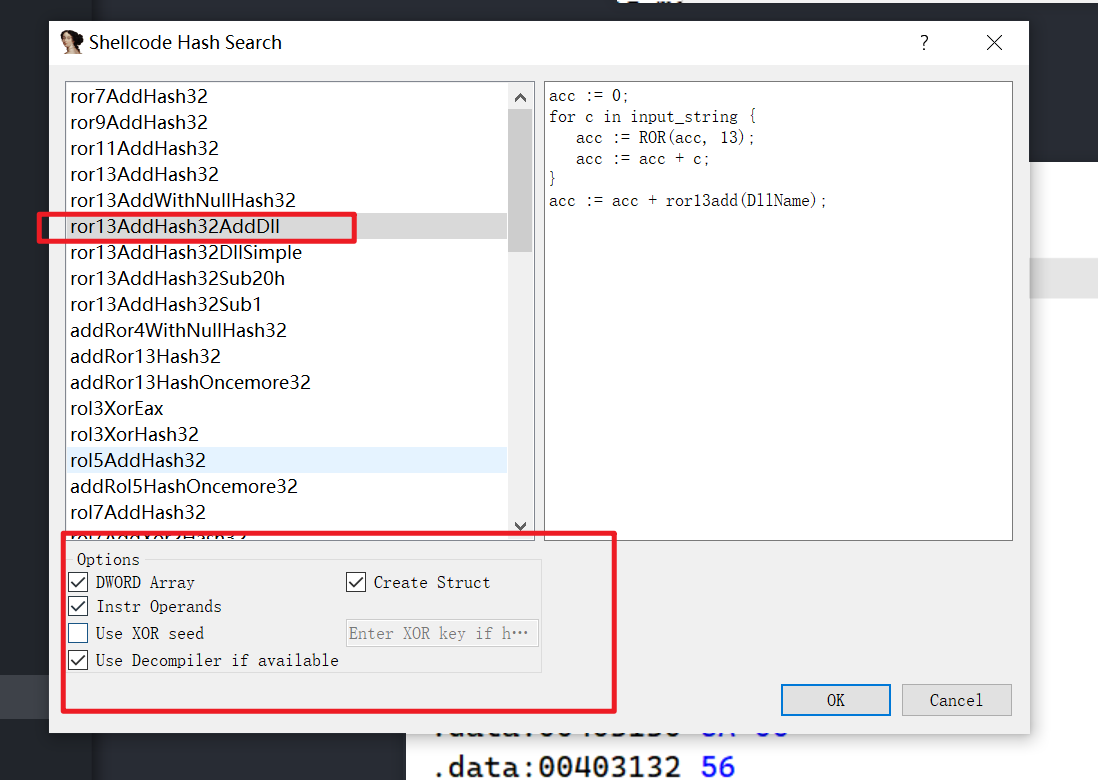 Shellcode Hash Search
?
ror7AddHash32
ror9AddHash32
ror11AddHash32
ror13AddHash32
ror13AddWithNullHash32
ror13AddHash32AddDll
ror13AddHash32DllSimple
ror13AddHash32Sub20h
ror13AddHash32Sub1
addRor4WithNullHash32
addRor13Hash32
addRor13HashOncemore32
rol3XorEax
rol3XorHash32
rol5AddHash32
addRol5HashOncemore32
rol7AddHash32
acc := 0;
for c in input_string {
acc := ROR(acc, 13);
acc := acc + c;
}
acc := acc + ror13add(DllName);
Options
DWORD Array
Create Struct
Instr Operands
Use XOR seed
Enter XOR key if h…
Use Decompiler if available
OK
Cancel
.data:00403132 56